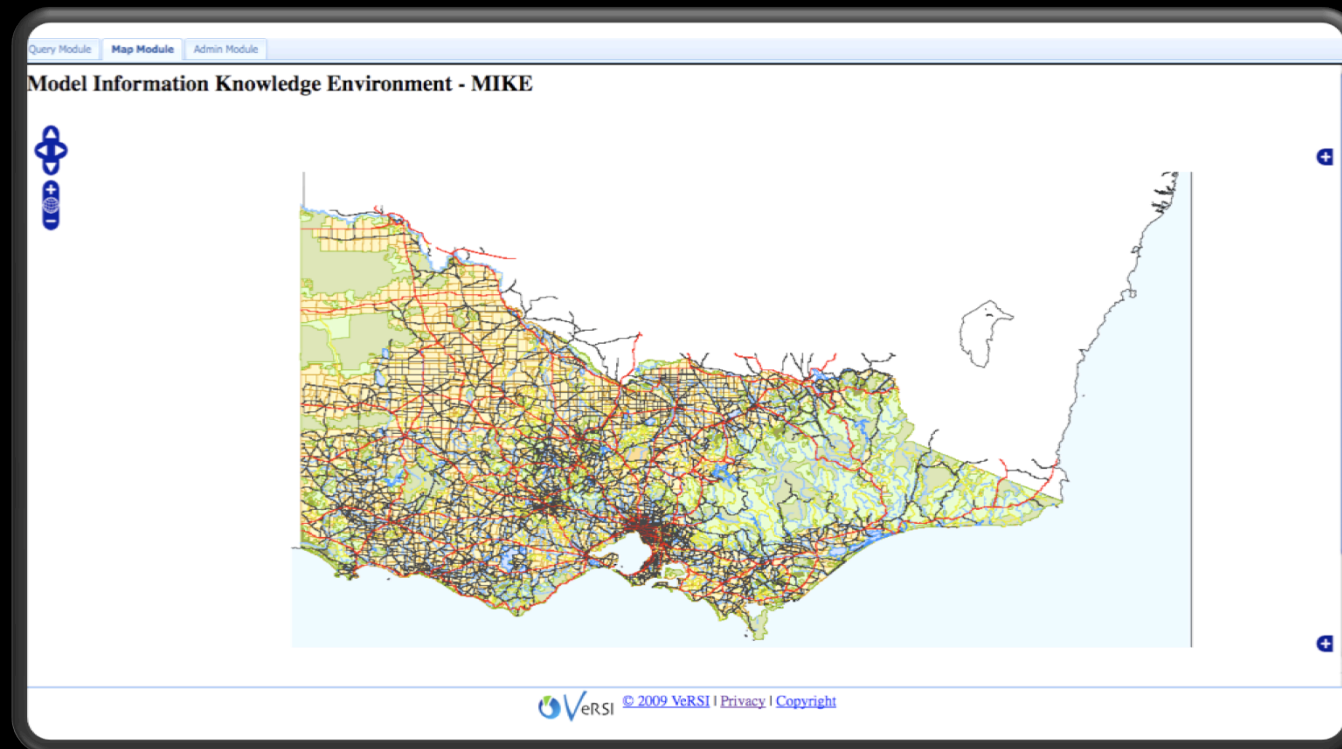 Query Module Map Module Admin Module
Model Information Knowledge Environment - MIKE
VeRSI © 2009 VeRSI | Privacy | Copyright